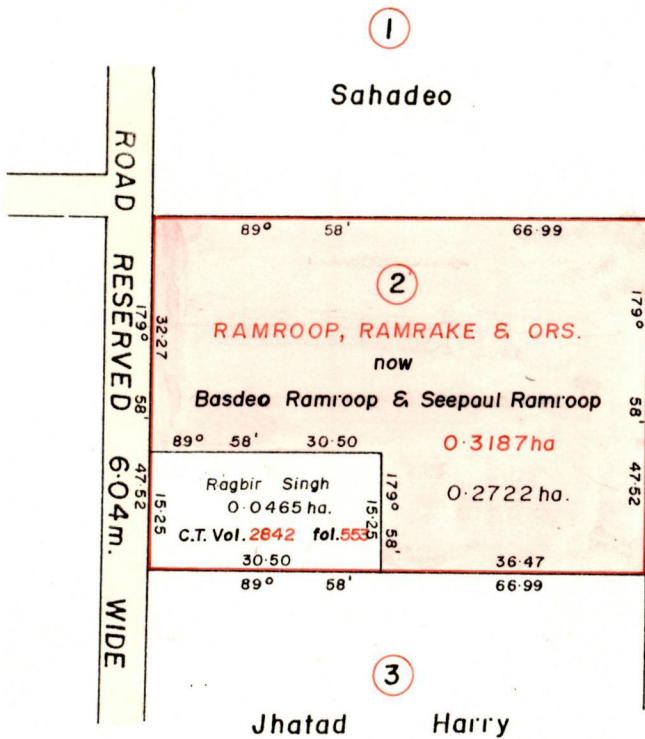 1
Sahadeo
ROAD RESERVED 6·04m. WIDE
89° 58' 66·99
2
179° 58' 47·52
32·27
RAMROOP, RAMRAKE & ORS.
now
Basdeo Ramroop & Seepaul Ramroop
179° 58' 47·52
89° 58' 30·50
0·3187ha
Ragbir Singh
0·0465 ha.
C.T. Vol. 2842 fol. 553
15·25
15·25
179° 58'
0·2722 ha.
30·50
36·47
89° 58' 66·99
3
Jhatad Harry